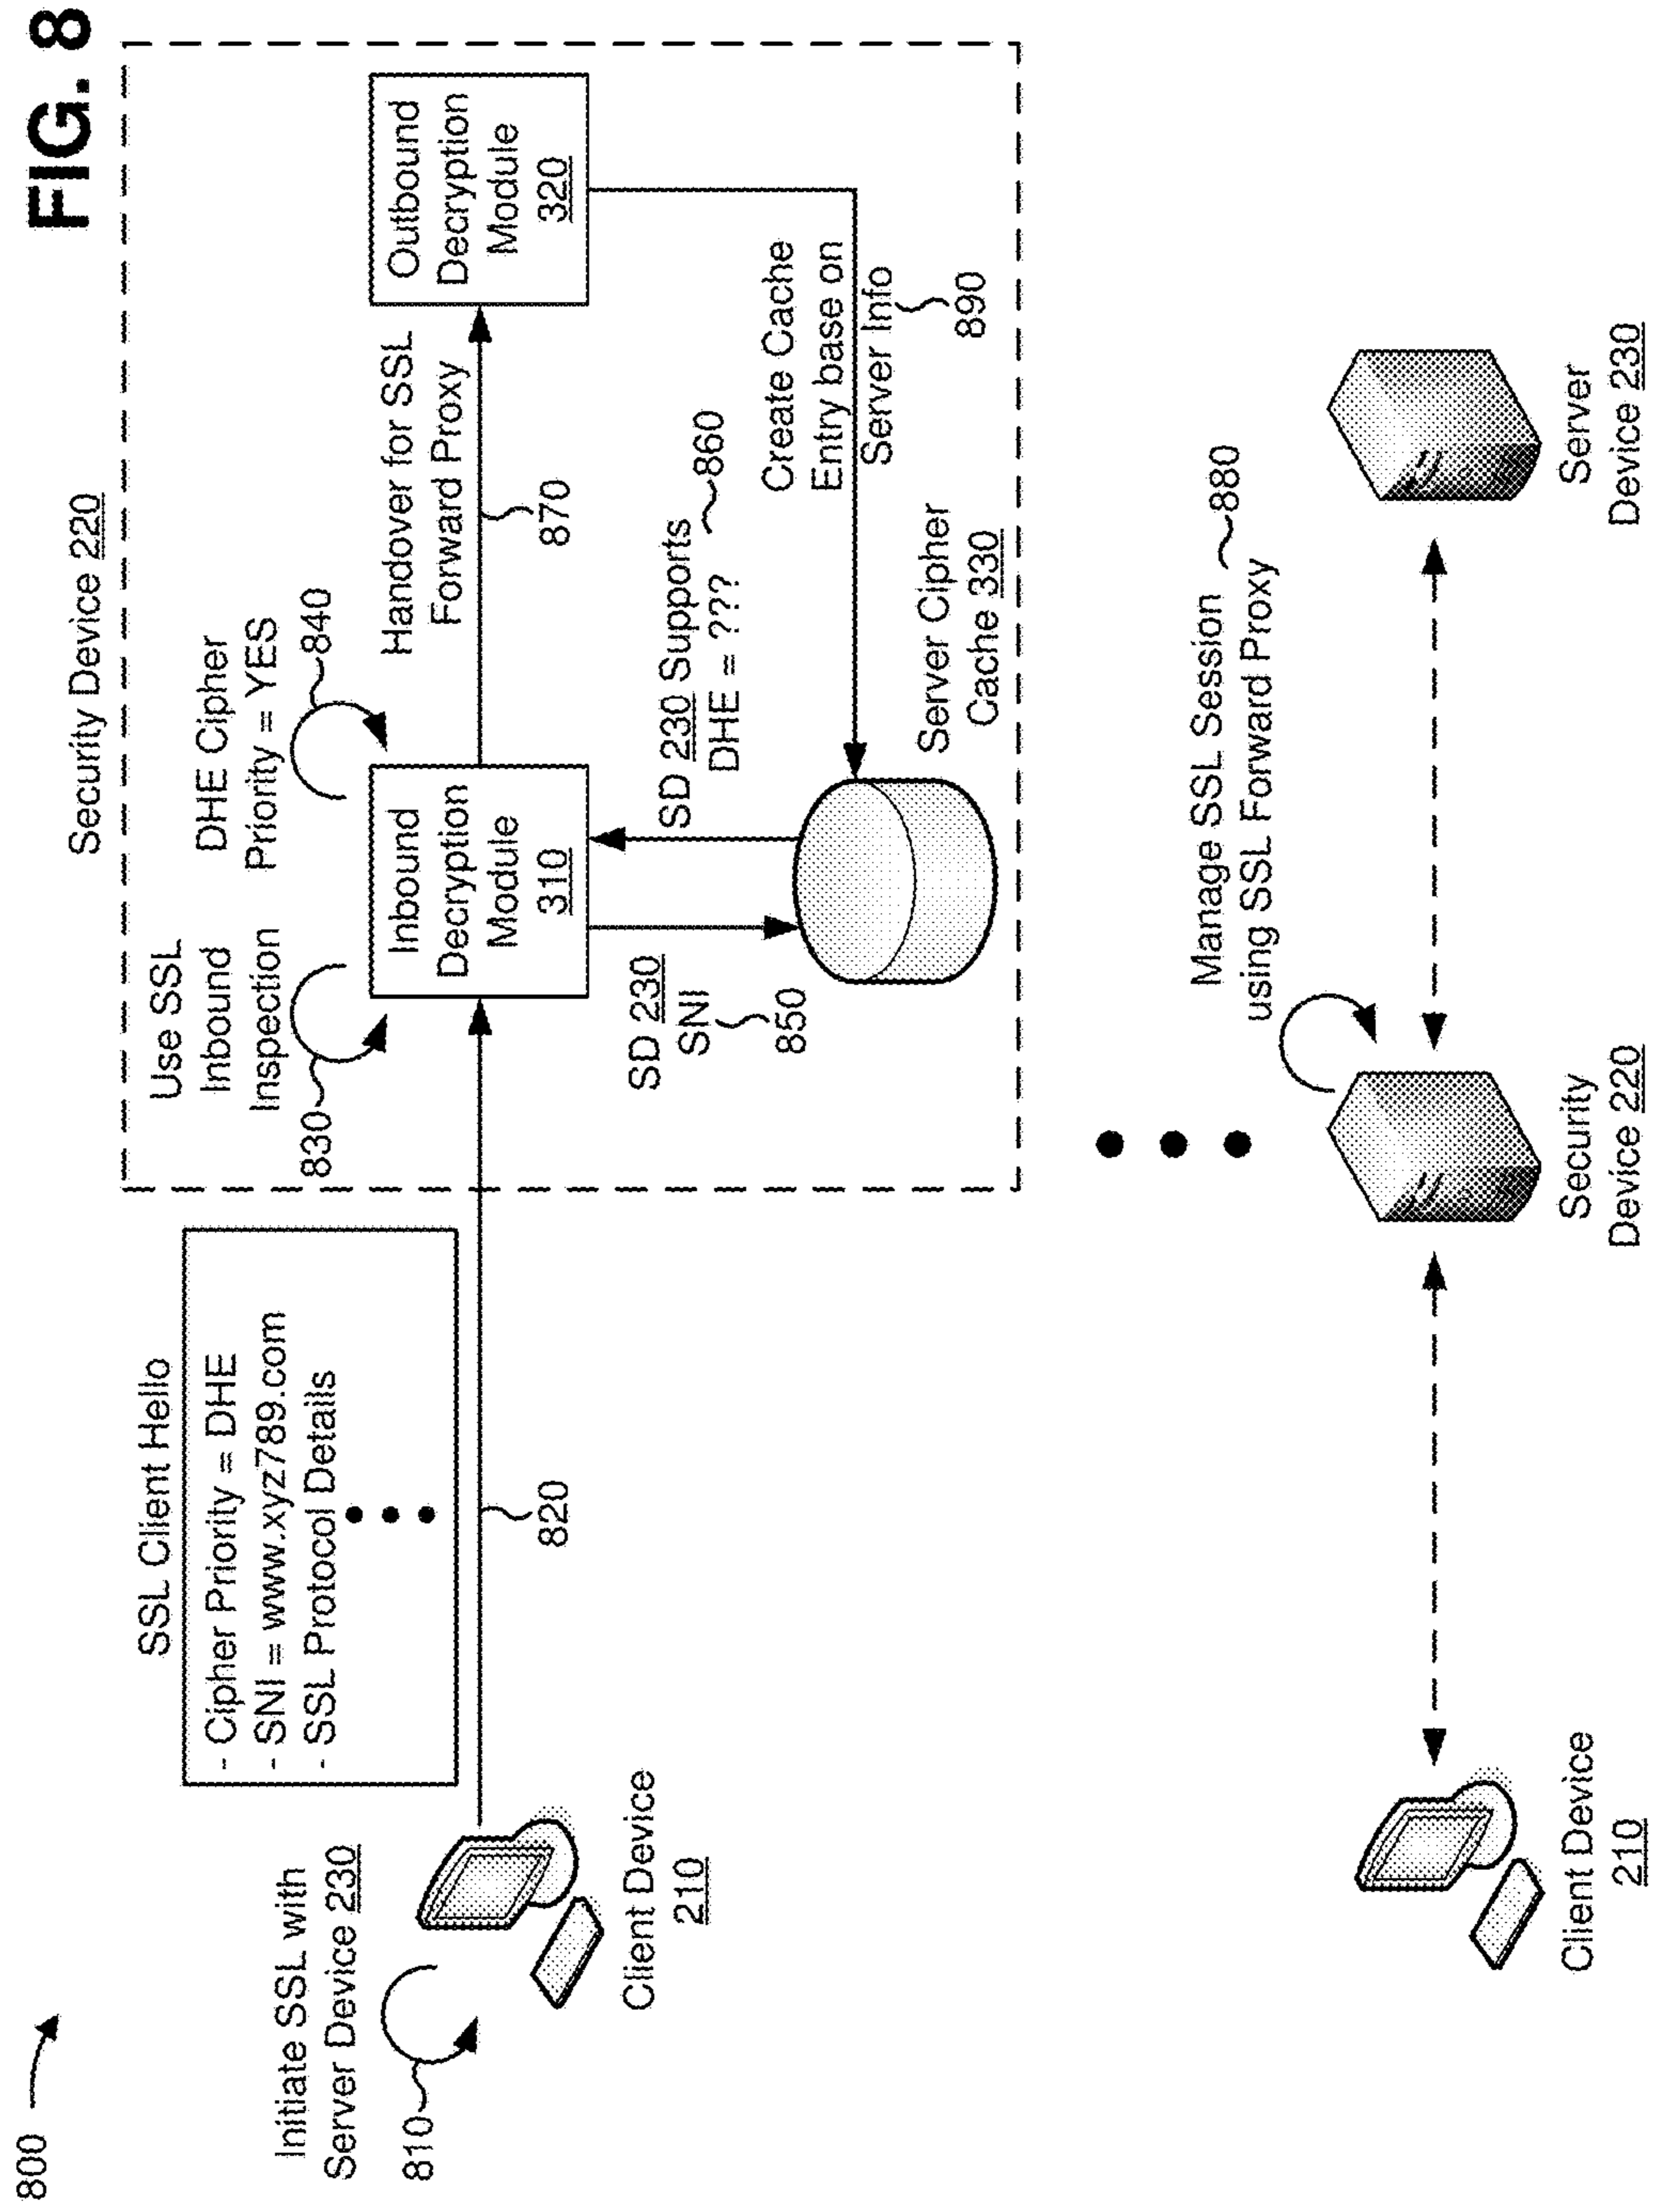 800
FIG. 8
Security Device 220
Initiate SSL with
Server Device 230
810
Client Device
210
SSL Client Hello
- Cipher Priority = DHE
- SNI = www.xyz789.com
- SSL Protocol Details
820
Use SSL
Inbound
Inspection
830
DHE Cipher
Priority = YES
840
Inbound
Decryption
Module
310
Handover for SSL
Forward Proxy
870
Outbound
Decryption
Module
320
SD 230
SNI
850
SD 230 Supports
DHE = ???
860
Create Cache
Entry base on
Server Info
890
Server Cipher
Cache 330
Manage SSL Session
using SSL Forward Proxy
880
Client Device
210
Security
Device 220
Server
Device 230